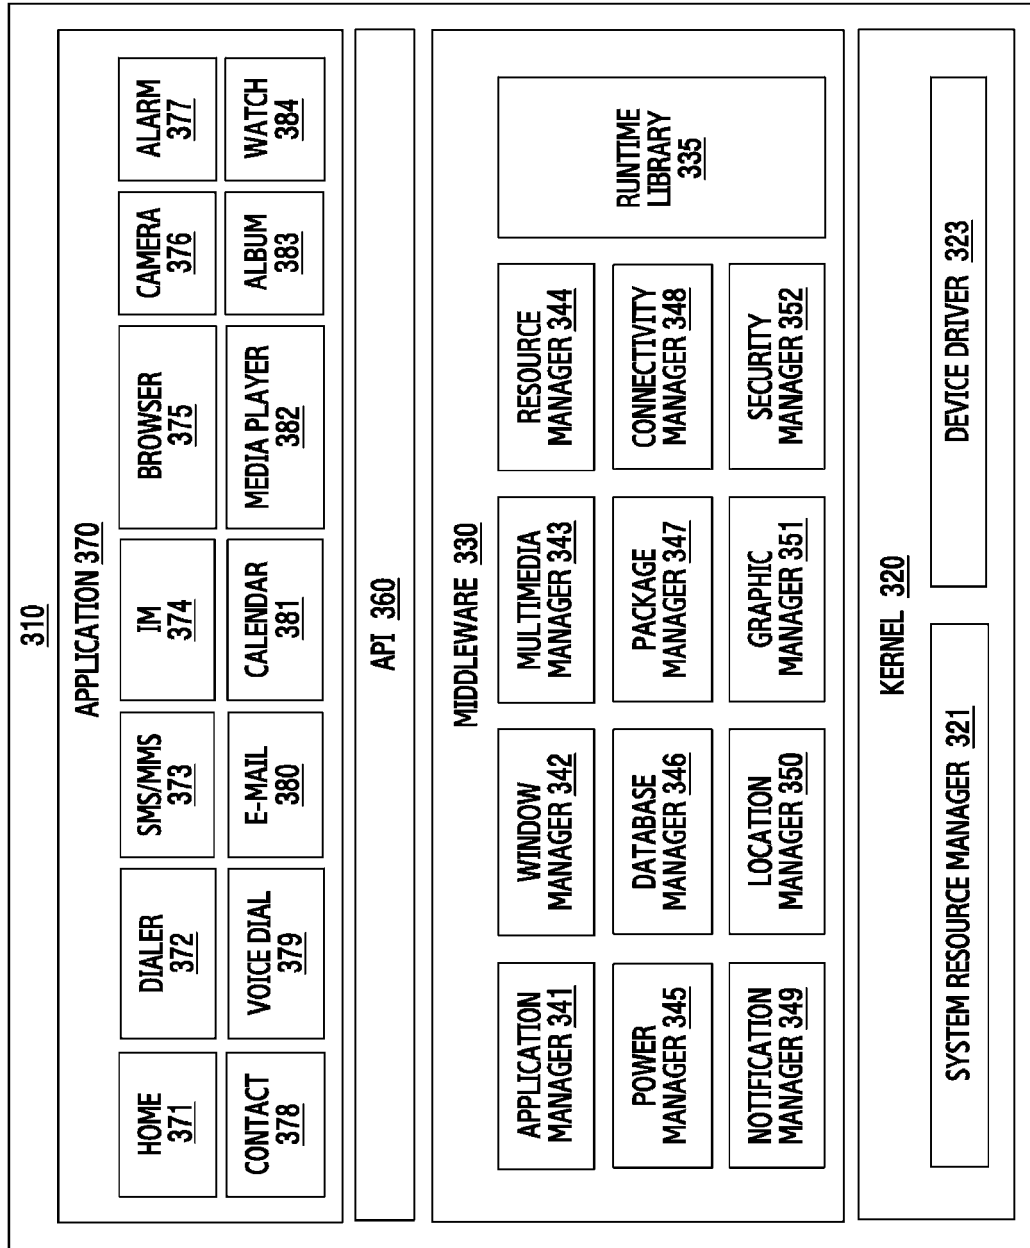 310
APPLICATION 370
HOME
371
DIALER
372
SMS/MMS
373
IM
374
BROWSER
375
CAMERA
376
ALARM
377
CONTACT
378
VOICE DIAL
379
E-MAIL
380
CALENDAR
381
MEDIA PLAYER
382
ALBUM
383
WATCH
384
API 360
MIDDLEWARE 330
APPLICATION
MANAGER 341
WINDOW
MANAGER 342
MULTIMEDIA
MANAGER 343
RESOURCE
MANAGER 344
POWER
MANAGER 345
DATABASE
MANAGER 346
PACKAGE
MANAGER 347
CONNECTIVITY
MANAGER 348
NOTIFICATION
MANAGER 349
LOCATION
MANAGER 350
GRAPHIC
MANAGER 351
SECURITY
MANAGER 352
RUNTIME
LIBRARY
335
KERNEL 320
SYSTEM RESOURCE MANAGER 321
DEVICE DRIVER 323